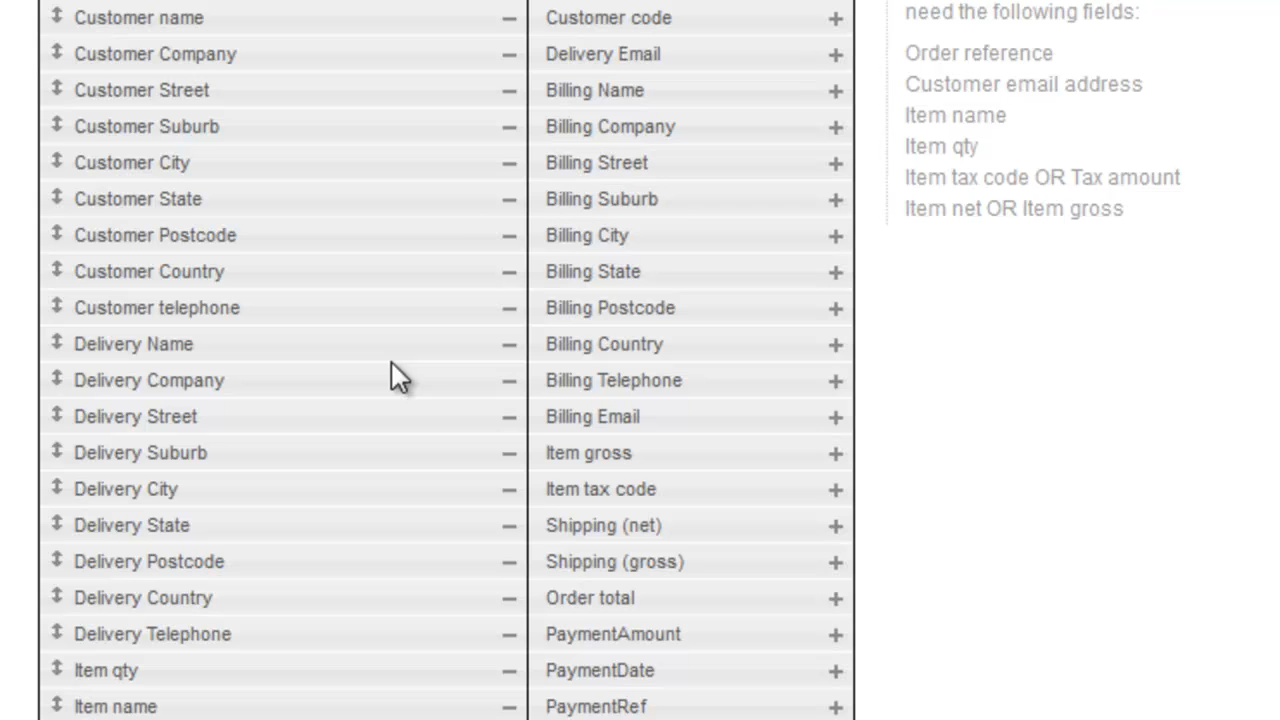 Customer name
Customer Company
Customer Street
Customer Suburb
Customer City
Customer State
Customer Postcode
Customer Country
Customer telephone
Delivery Name
Delivery Company
Delivery Street
Delivery Suburb
Delivery City
Delivery State
Delivery Postcode
Delivery Country
Delivery Telephone
Item qty
Item name
Customer code
Delivery Email
Billing Name
Billing Company
Billing Street
Billing Suburb
Billing City
Billing State
Billing Postcode
Billing Country
Billing Telephone
Billing Email
Item gross
Item tax code
Shipping (net)
Shipping (gross)
Order total
PaymentAmount
PaymentDate
PaymentRef
need the following fields:
Order reference
Customer email address
Item name
Item qty
Item tax code OR Tax amount
Item net OR Item gross